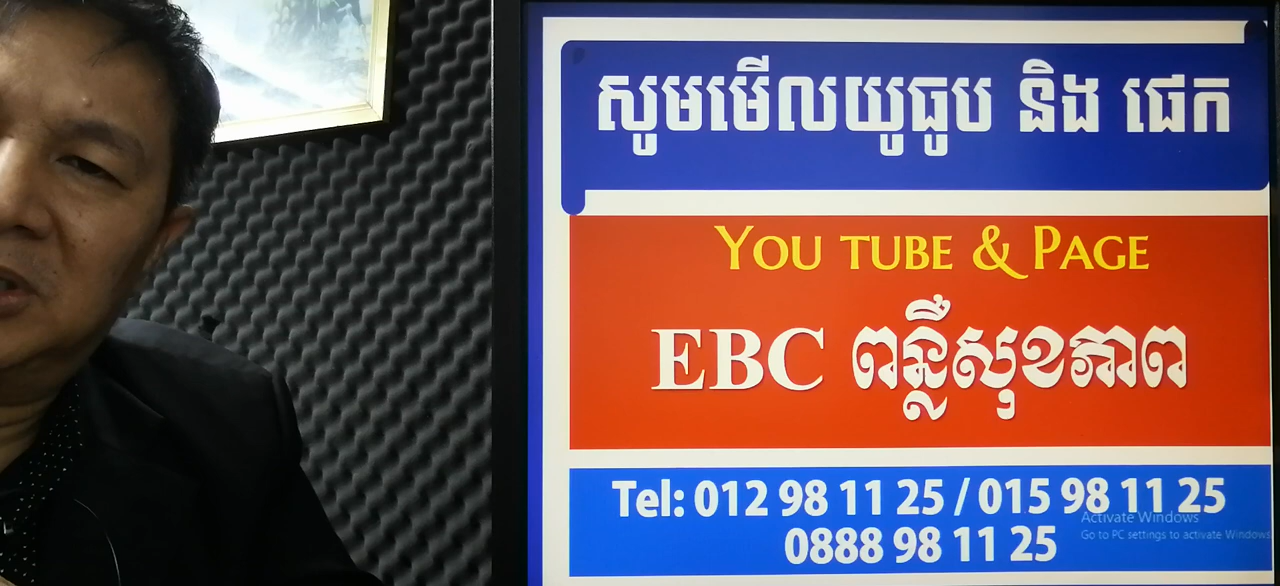 សូមមើលយូធូប និង ផេក
YOU TUBE & PAGE
EBC ពន្លឺសុខភាព
Tel: 012 98 11 25 / 015 98 11 25
0888 98 11 25
Activate Windows
Go to PC settings to activate Windows